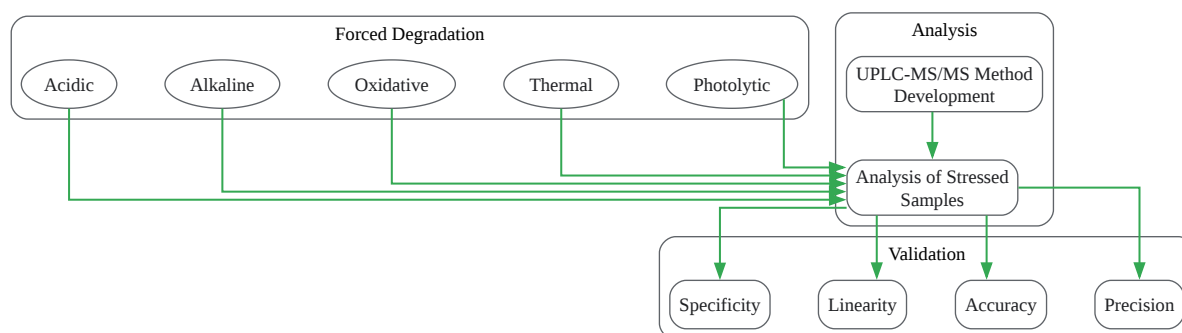 Forced Degradation
Acidic
Alkaline
Oxidative
Thermal
Photolytic
Analysis
UPLC-MS/MS Method
Development
Analysis of Stressed
Samples
Validation
Specificity
Linearity
Accuracy
Precision